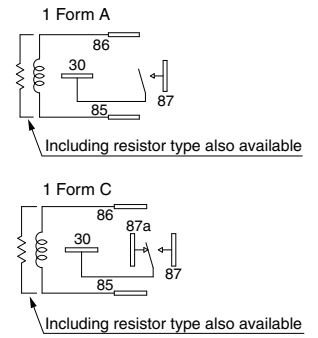 1 Form A
86
30
85
87
Including resistor type also available
1 Form C
86
87a
30
85
87
Including resistor type also available